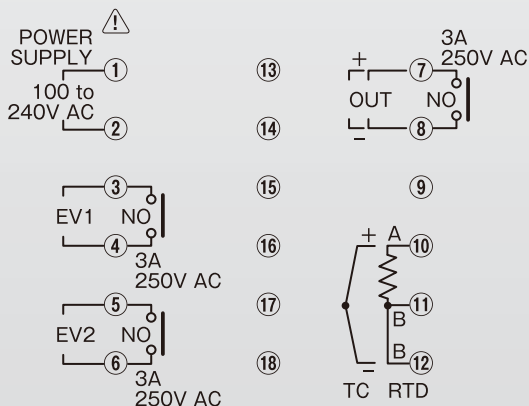 POWER
SUPPLY
100 to
240V AC
1
2
3
EV1 NO
4
3A
250V AC
5
EV2 NO
6
3A
250V AC
13
14
15
16
17
18
3A
250V AC
+
7
OUT NO
–
8
9
+ A
10
11
B
B
–
12
TC RTD